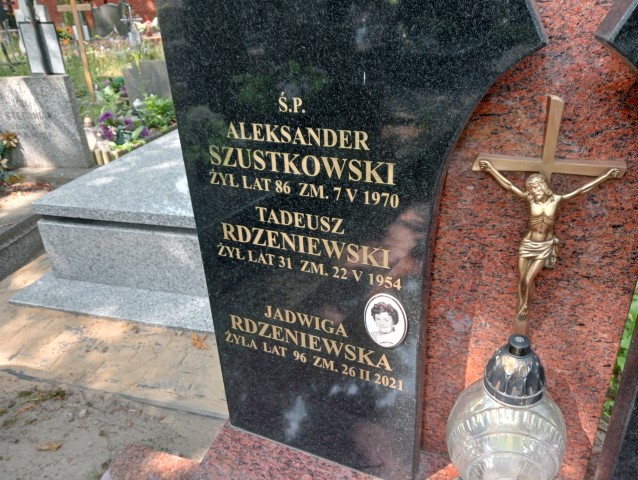 Ś.P.
ALEKSANDER
SZUSTKOWSKI
ŻYŁ LAT 86 ZM. 7 V 1970
TADEUSZ
RDZENIEWSKI
ŻYŁ LAT 31 ZM. 22 V 1954
JADWIGA
RDZENIEWSKA
ŻYŁA LAT 96 ZM. 26 II 2021